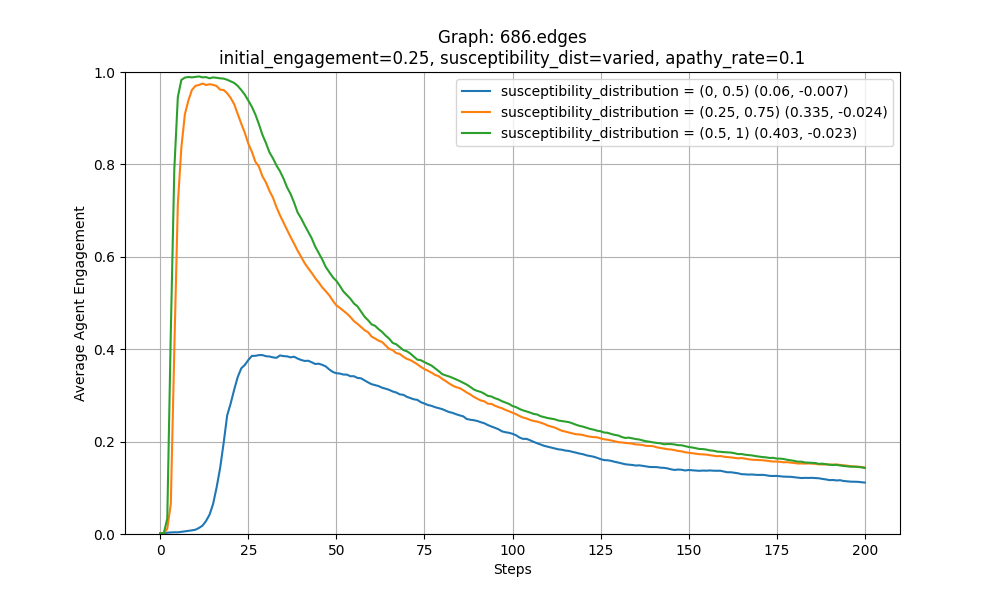 Graph: 686.edges
initial_engagement=0.25, susceptibility_dist=varied, apathy_rate=0.1
susceptibility_distribution = (0, 0.5) (0.06, -0.007)
susceptibility_distribution = (0.25, 0.75) (0.335, -0.024)
susceptibility_distribution = (0.5, 1) (0.403, -0.023)
Average Agent Engagement
1.0
0.8
0.6
0.4
0.2
0.0
0 25 50 75 100 125 150 175 200
Steps